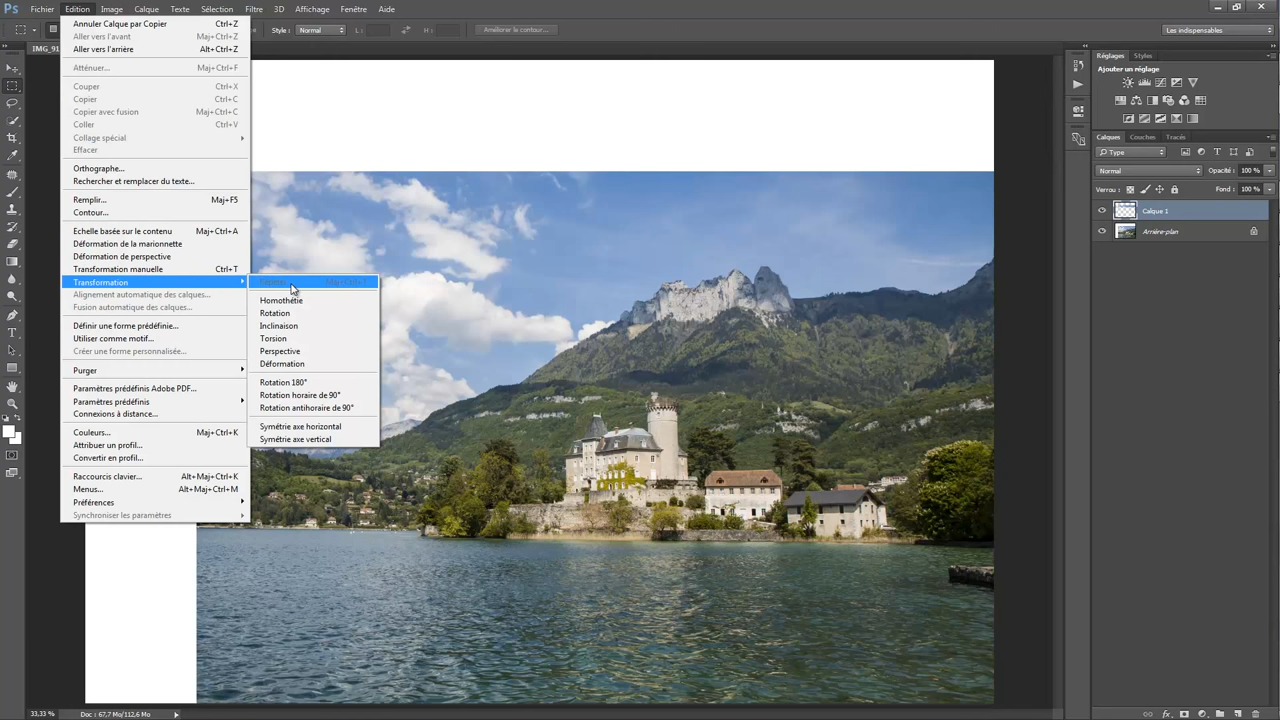 Ps Fichier Edition Image Calque Texte Sélection Filtre 3D Affichage Fenêtre Aide
Style : Normal L : H : Améliorer le contour... Les indispensables
Annuler Calque par Copier Ctrl+Z
Aller vers l'avant Maj+Ctrl+Z
Aller vers l'arrière Alt+Ctrl+Z
Atténuer... Maj+Ctrl+F
Couper Ctrl+X
Copier Ctrl+C
Copier avec fusion Maj+Ctrl+C
Coller Ctrl+V
Collage spécial
Effacer
Orthographe...
Rechercher et remplacer du texte...
Remplir... Maj+F5
Contour...
Echelle basée sur le contenu Maj+Ctrl+A
Déformation de la marionnette
Déformation de perspective
Transformation manuelle Ctrl+T
Transformation
Alignement automatique des calques...
Fusion automatique des calques...
Définir une forme prédéfinie...
Utiliser comme motif...
Créer une forme personnalisée...
Purger
Paramètres prédéfinis Adobe PDF...
Paramètres prédéfinis
Connexions à distance...
Couleurs... Maj+Ctrl+K
Attribuer un profil...
Convertir en profil...
Raccourcis clavier... Alt+Maj+Ctrl+K
Menus... Alt+Maj+Ctrl+M
Préférences
Synchroniser les paramètres
Homothétie
Rotation
Inclinaison
Torsion
Perspective
Déformation
Rotation 180°
Rotation horaire de 90°
Rotation antihoraire de 90°
Symétrie axe horizontal
Symétrie axe vertical
Réglages Styles
Ajouter un réglage
Calques Couches Tracés
Type
Normal Opacité : 100 %
Verrou : Fond : 100 %
Calque 1
Arrière-plan
33,33 % Doc : 67,7 Mo/112,6 Mo